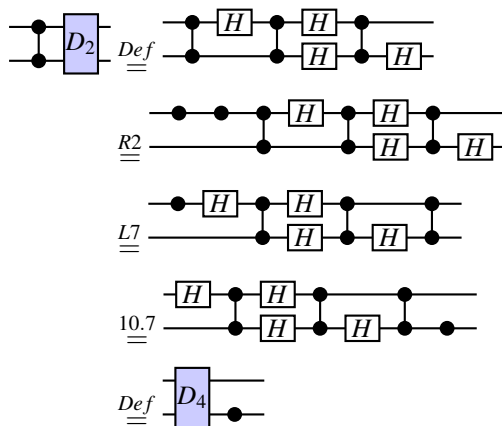 H H
D₂ Def
= H H
H H
R2
= H H
H H
L7
= H H
H H
10.7
= H H
D₄
Def
=